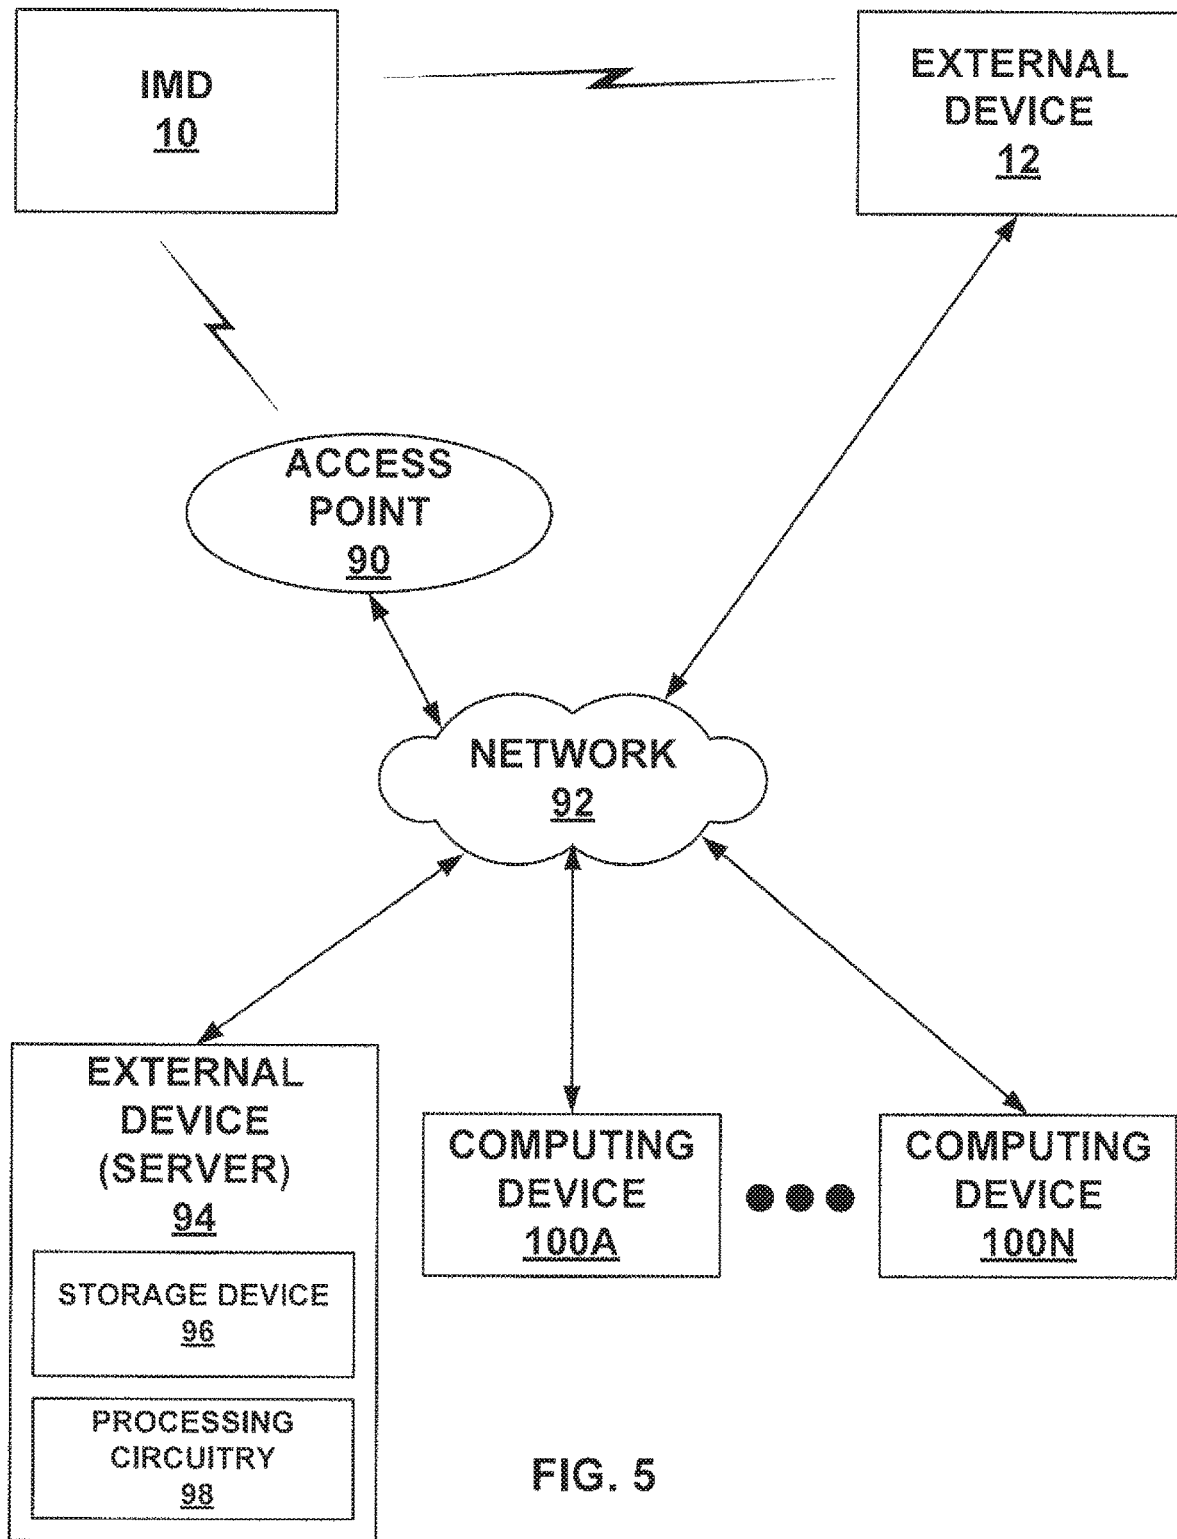 IMD
10
EXTERNAL
DEVICE
12
ACCESS
POINT
90
NETWORK
92
EXTERNAL
DEVICE
(SERVER)
94
STORAGE DEVICE
96
PROCESSING
CIRCUITRY
98
COMPUTING
DEVICE
100A
COMPUTING
DEVICE
100N
FIG. 5